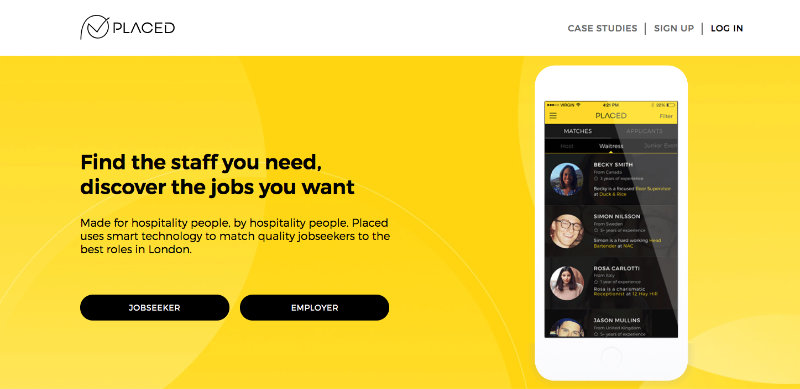 PLACED
CASE STUDIES | SIGN UP | LOG IN
Find the staff you need,
discover the jobs you want
Made for hospitality people, by hospitality people, Placed
uses smart technology to match quality jobseekers to the
best roles in London.
JOBSEEKER
EMPLOYER
VIRGIN 4:21 PM 22%
PLACED Filter
MATCHES APPLICANTS
Host Waitress Junior Even
BECKY SMITH
From Canada
3 years of experience
Becky is a focused Floor Supervisor
at Duck & Rice
SIMON NILSSON
From Sweden
5+ years of experience
Simon is a hard working Head
Bartender at NAC
ROSA CARLOTTI
From Italy
1 year of experience
Rosa is a charismatic
Receptionist at 12 Hay Hill
JASON MULLINS
From United Kingdom
5+ years of experience